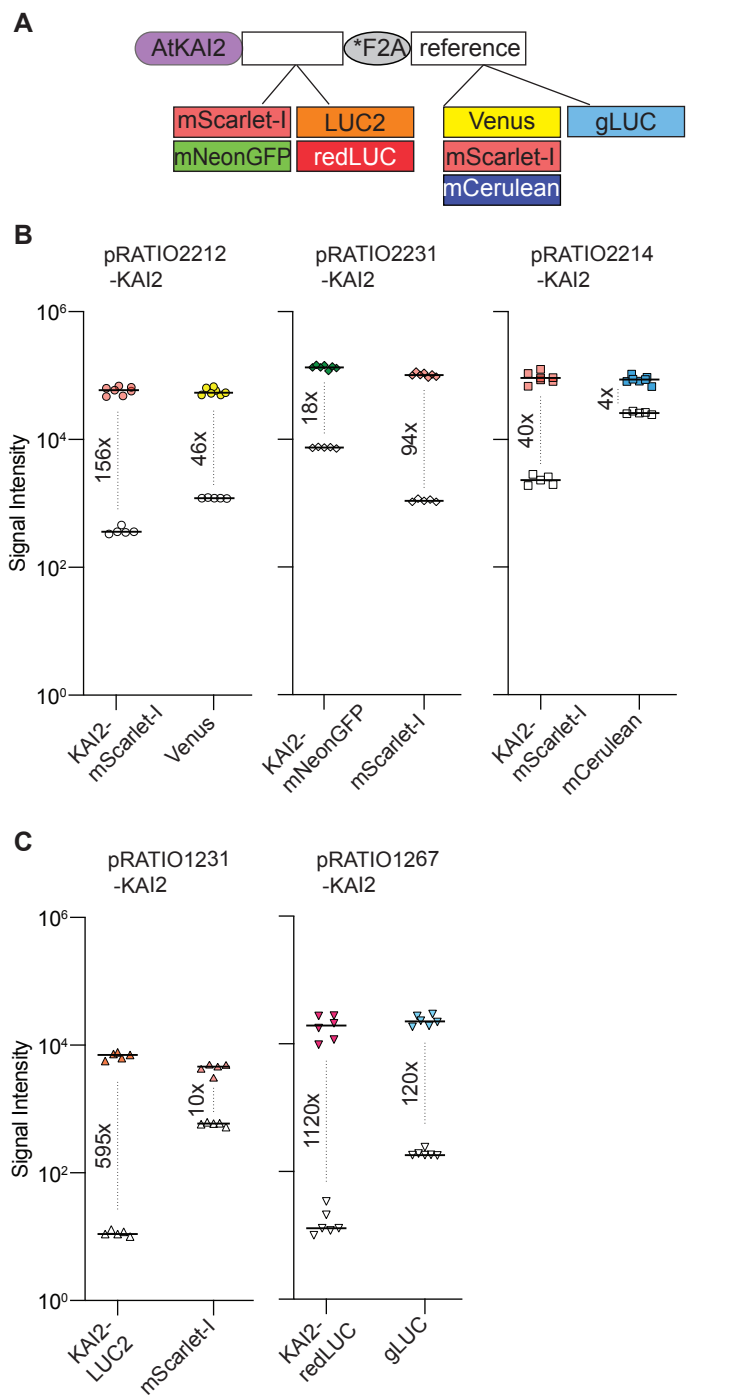 A
AtKAI2
*F2A
reference
mScarlet-I
LUC2
Venus
gLUC
mNeonGFP
redLUC
mScarlet-I
mCerulean
B
pRATIO2212
-KAI2
pRATIO2231
-KAI2
pRATIO2214
-KAI2
Signal Intensity
10⁶
10⁴
10²
10⁰
156x
46x
18x
94x
40x
4x
KAI2-
mScarlet-I
Venus
KAI2-
mNeonGFP
mScarlet-I
KAI2-
mScarlet-I
mCerulean
C
pRATIO1231
-KAI2
pRATIO1267
-KAI2
Signal Intensity
10⁶
10⁴
10²
10⁰
595x
10x
1120x
120x
KAI2-
LUC2
mScarlet-I
KAI2-
redLUC
gLUC